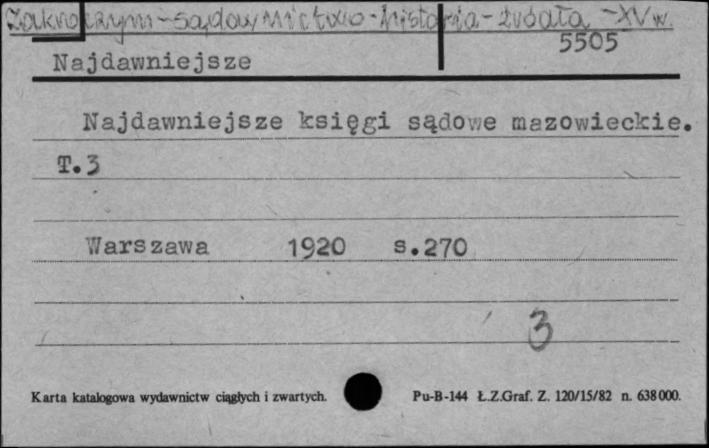 Zakroczym - sądownictwo - historia - źródła - XV w.
5505
Najdawniejsze
Najdawniejsze księgi sądowe mazowieckie.
T.3
Warszawa 1920 s.270
3
Karta katalogowa wydawnictw ciągłych i zwartych. Pu-B-144 Ł.Z.Graf. Z. 120/15/82 n. 638000.